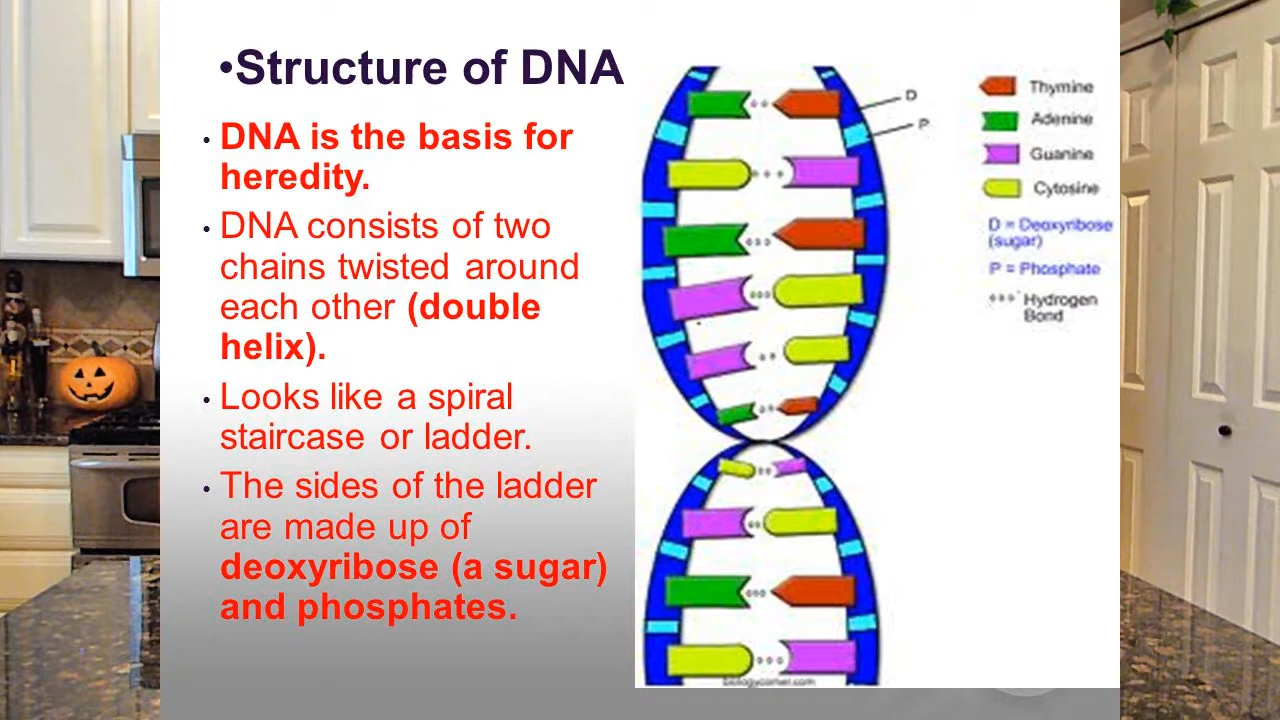 •Structure of DNA
• DNA is the basis for
heredity.
• DNA consists of two
chains twisted around
each other (double
helix).
• Looks like a spiral
staircase or ladder.
• The sides of the ladder
are made up of
deoxyribose (a sugar)
and phosphates.
D
P
Thymine
Adenine
Guanine
Cytosine
D = Deoxyribose
(sugar)
P = Phosphate
Hydrogen
Bond
biologycorner.com